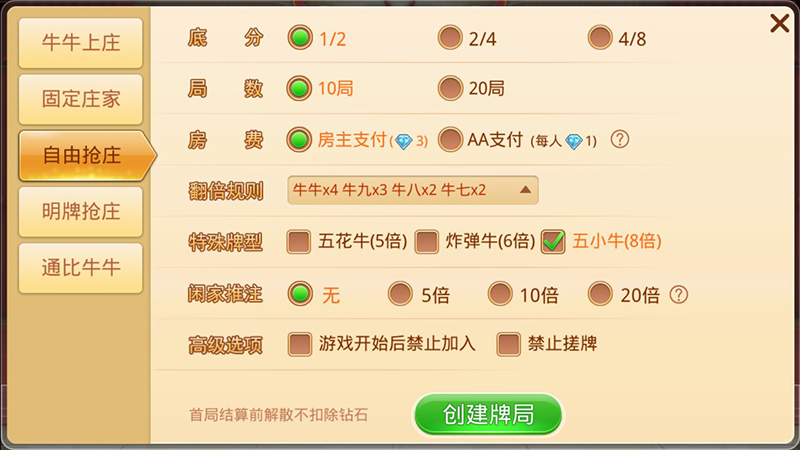 牛牛上庄
固定庄家
自由抢庄
明牌抢庄
通比牛牛
底 分 1/2 2/4 4/8
局 数 10局 20局
房 费 房主支付(3) AA支付 (每人1) ?
翻倍规则 牛牛x4 牛九x3 牛八x2 牛七x2
特殊牌型 五花牛(5倍) 炸弹牛(6倍) 五小牛(8倍)
闲家推注 无 5倍 10倍 20倍 ?
高级选项 游戏开始后禁止加入 禁止搓牌
首局结算前解散不扣除钻石
创建牌局